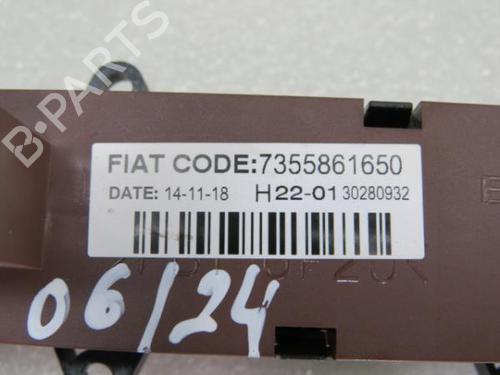 B-PARTS
FIAT CODE:7355861650
DATE: 14-11-18 H22-01 30280932
06/24